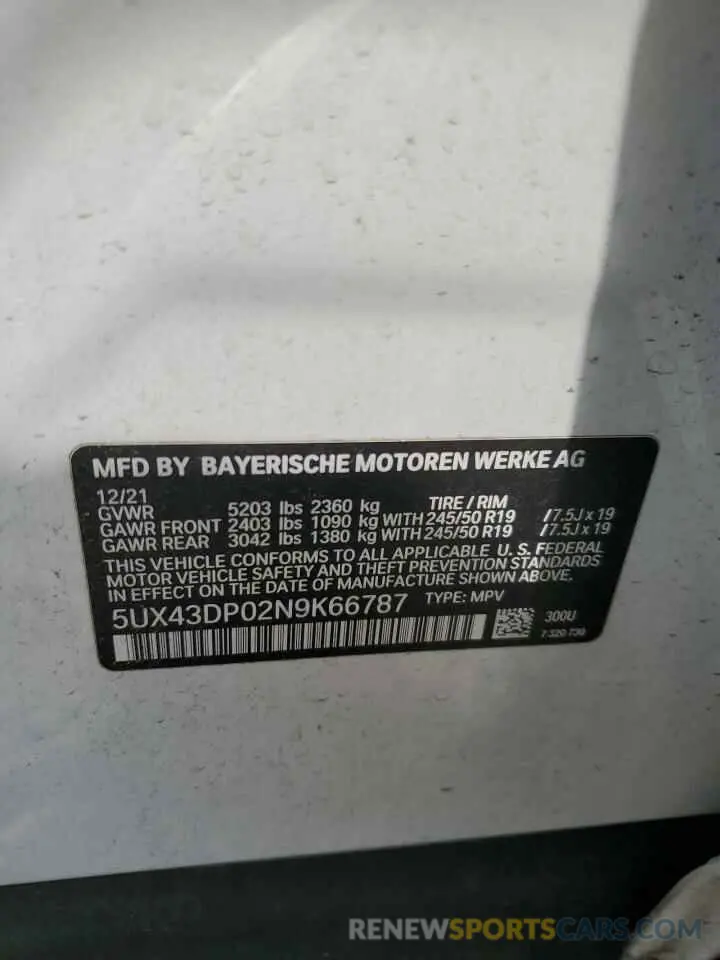 MFD BY BAYERISCHE MOTOREN WERKE AG
12/21
GVWR 5203 lbs 2360 kg TIRE / RIM
GAWR FRONT 2403 lbs 1090 kg WITH 245/50 R19 /7.5J x 19
GAWR REAR 3042 lbs 1380 kg WITH 245/50 R19 /7.5J x 19
THIS VEHICLE CONFORMS TO ALL APPLICABLE U. S. FEDERAL
MOTOR VEHICLE SAFETY AND THEFT PREVENTION STANDARDS
IN EFFECT ON THE DATE OF MANUFACTURE SHOWN ABOVE.
5UX43DP02N9K66787 TYPE: MPV
300U
7 320 730
RENEWSPORTSCARS.COM